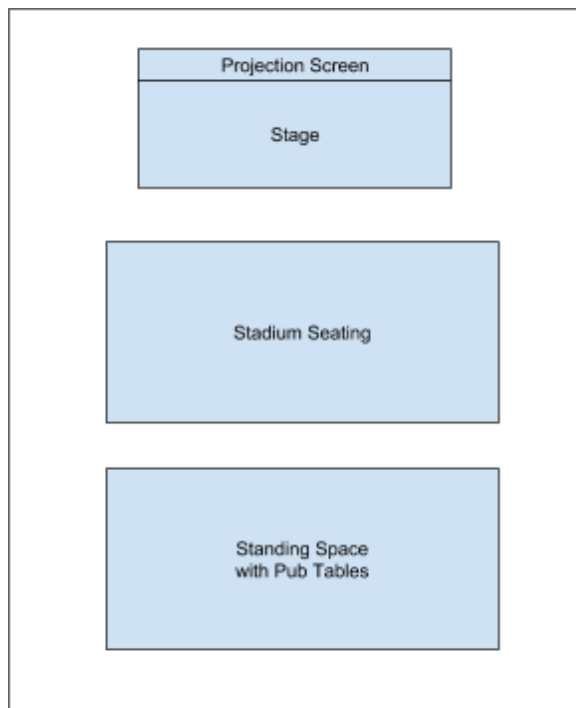 Projection Screen
Stage
Stadium Seating
Standing Space
with Pub Tables